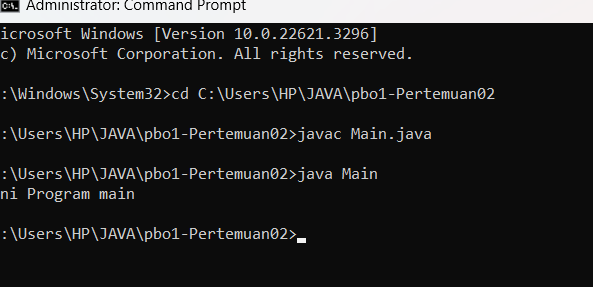 Administrator: Command Prompt
icrosoft Windows [Version 10.0.22621.3296]
c) Microsoft Corporation. All rights reserved.
:\Windows\System32>cd C:\Users\HP\JAVA\pbo1-Pertemuan02
:\Users\HP\JAVA\pbo1-Pertemuan02>javac Main.java
:\Users\HP\JAVA\pbo1-Pertemuan02>java Main
ni Program main
:\Users\HP\JAVA\pbo1-Pertemuan02>